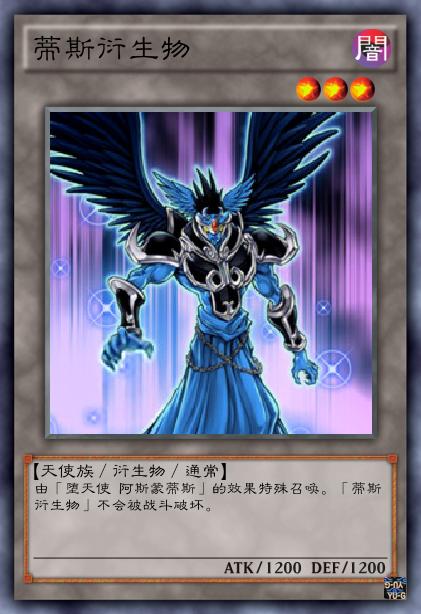 蒂斯衍生物
闇
【天使族 / 衍生物 / 通常】
由「堕天使 阿斯蒙蒂斯」的效果特殊召唤。「蒂斯
衍生物」不会被战斗破坏。
ATK/1200 DEF/1200